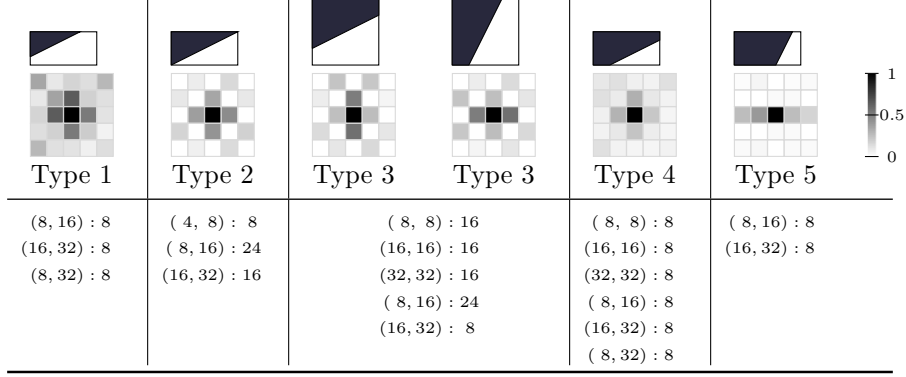 1
0.5
0
Type 1
Type 2
Type 3
Type 3
Type 4
Type 5
(8, 16) : 8
(16, 32) : 8
(8, 32) : 8
( 4, 8) : 8
( 8, 16) : 24
(16, 32) : 16
( 8, 8) : 16
(16, 16) : 16
(32, 32) : 16
( 8, 16) : 24
(16, 32) : 8
( 8, 8) : 8
(16, 16) : 8
(32, 32) : 8
( 8, 16) : 8
(16, 32) : 8
( 8, 32) : 8
( 8, 16) : 8
(16, 32) : 8